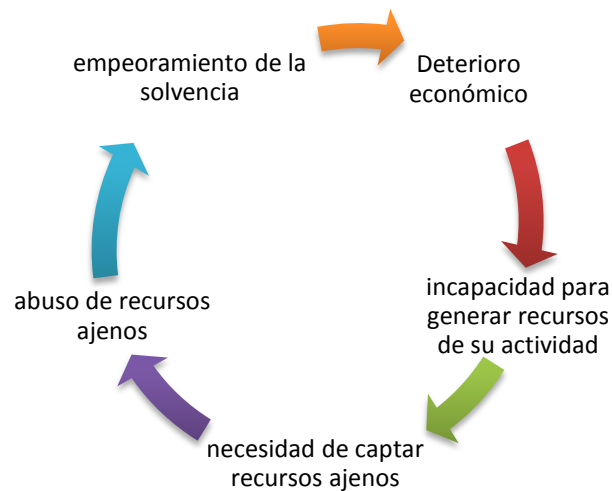 empeoramiento de la
solvencia
Deterioro
económico
incapacidad para
generar recursos
de su actividad
necesidad de captar
recursos ajenos
abuso de recursos
ajenos